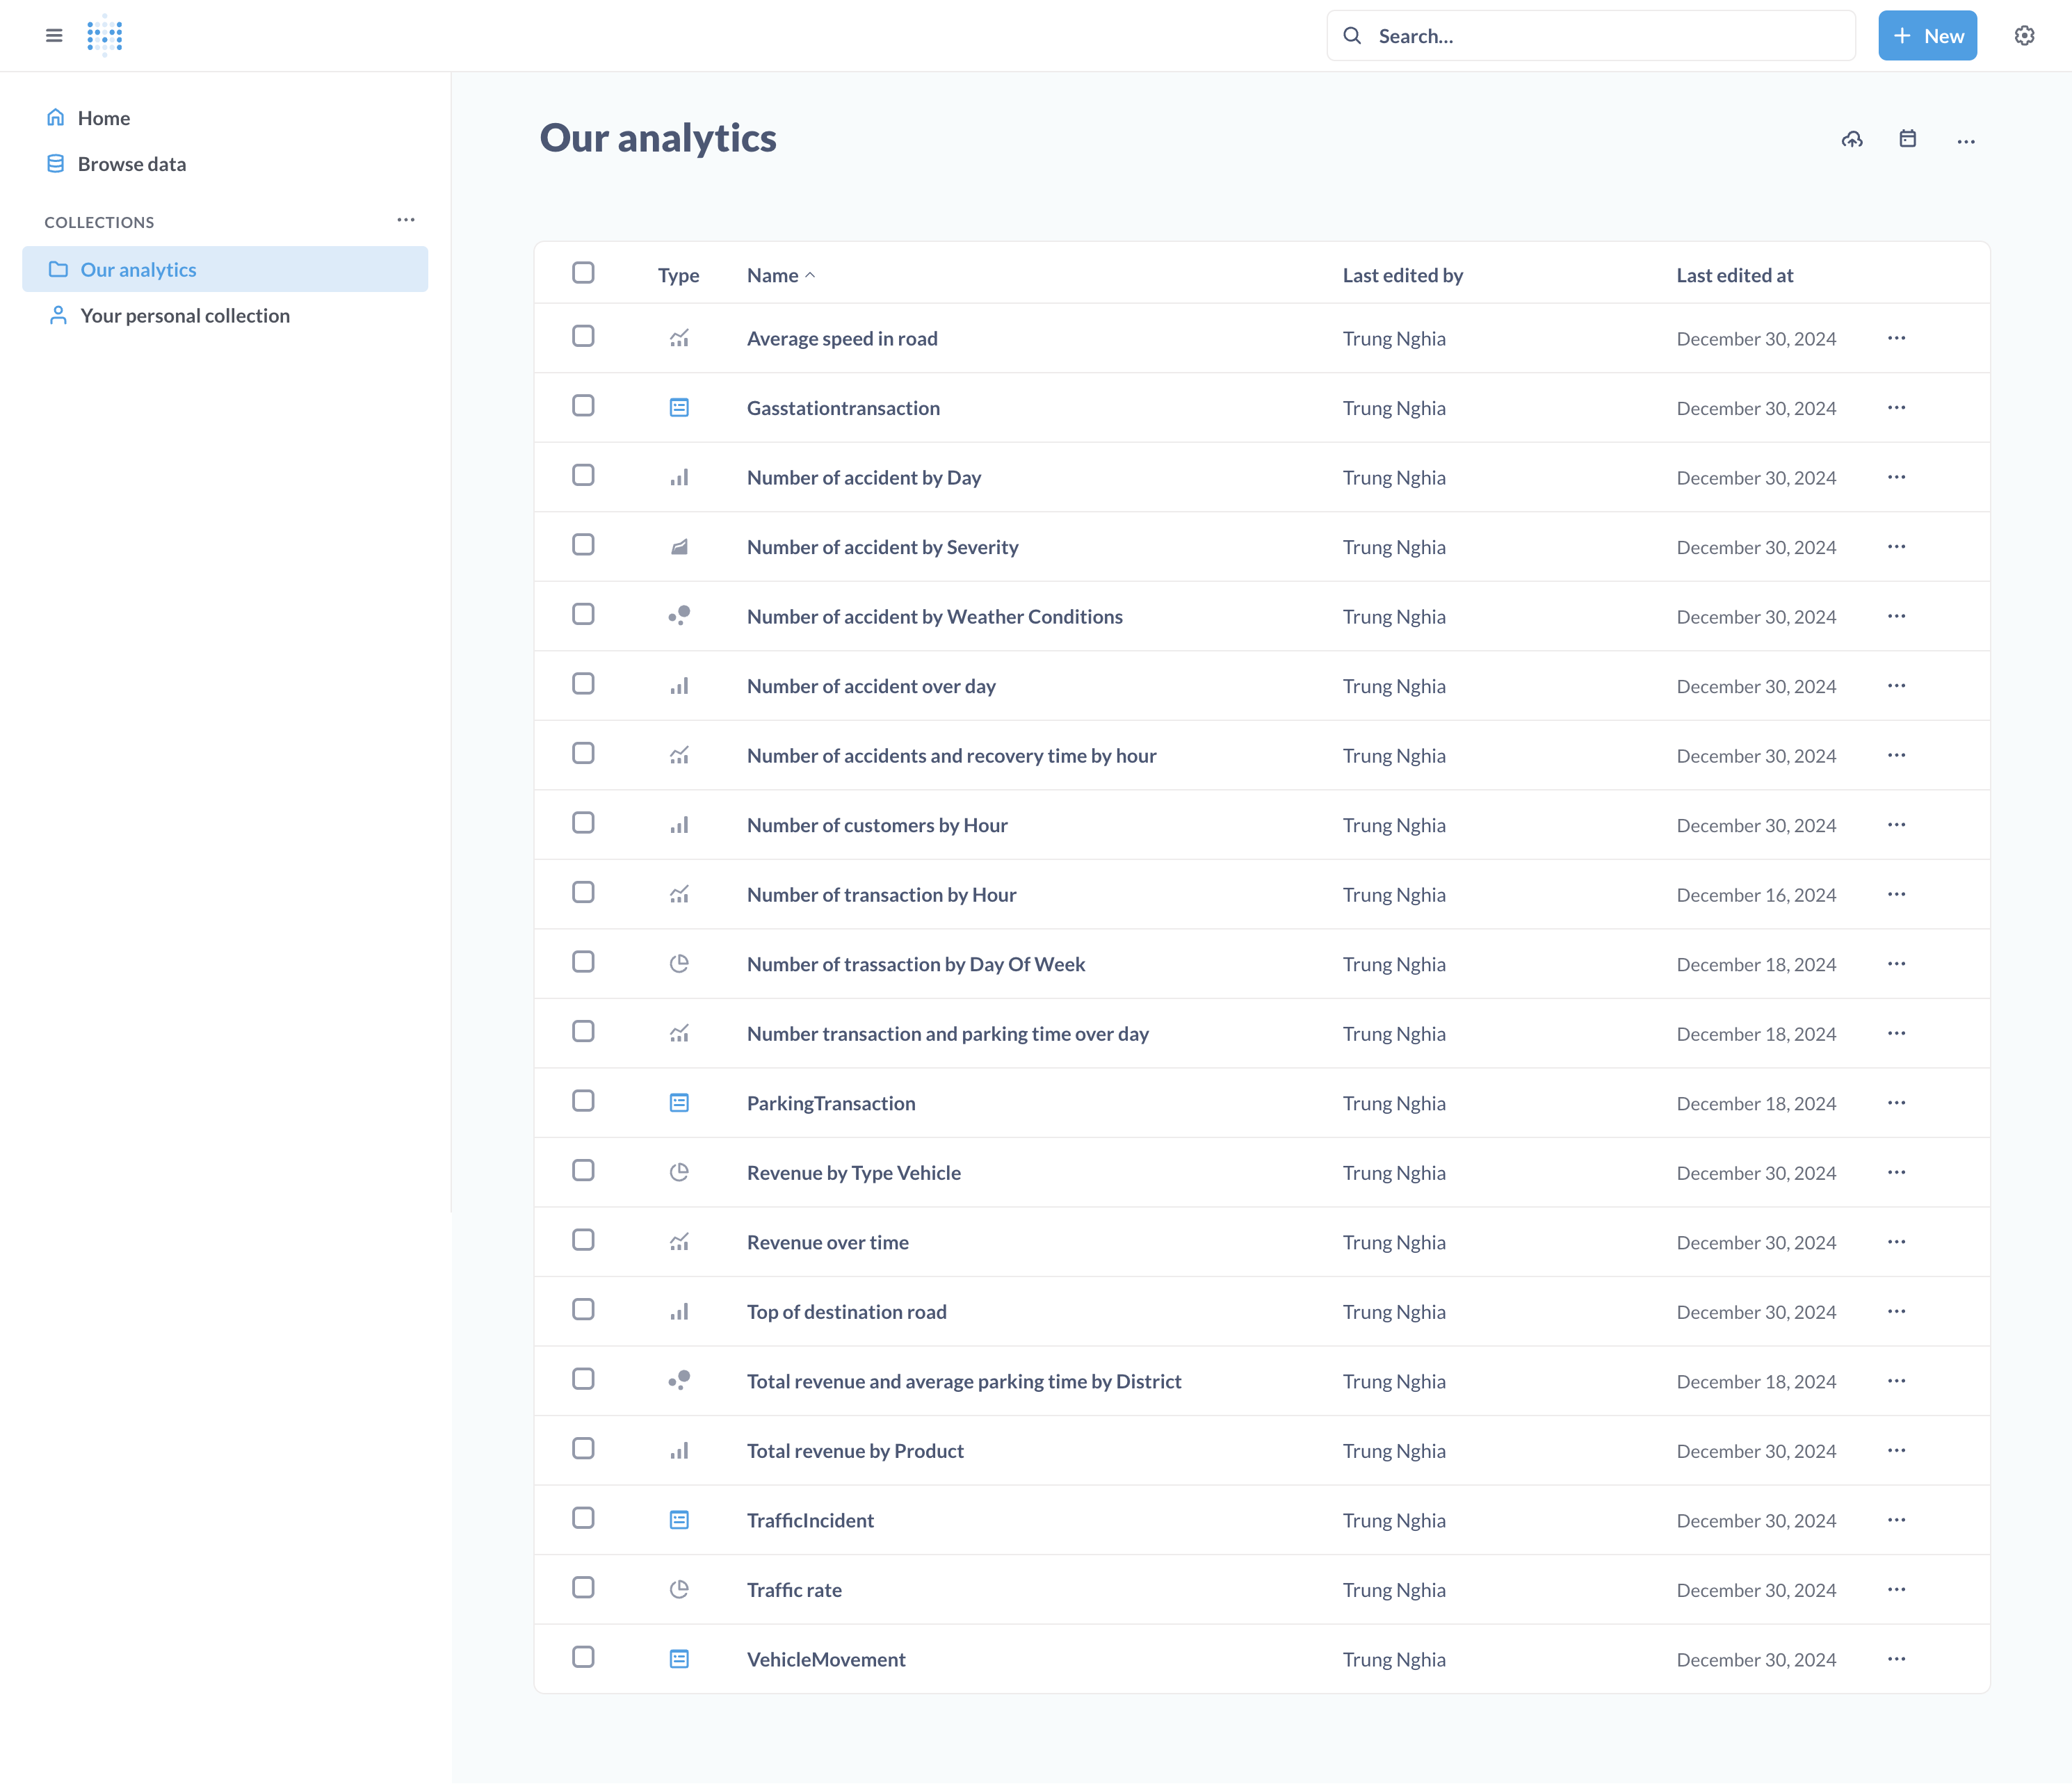 Search...
New
Home
Browse data
COLLECTIONS
Our analytics
Your personal collection
Our analytics
Type Name Last edited by Last edited at
Average speed in road Trung Nghia December 30, 2024
Gasstationtransaction Trung Nghia December 30, 2024
Number of accident by Day Trung Nghia December 30, 2024
Number of accident by Severity Trung Nghia December 30, 2024
Number of accident by Weather Conditions Trung Nghia December 30, 2024
Number of accident over day Trung Nghia December 30, 2024
Number of accidents and recovery time by hour Trung Nghia December 30, 2024
Number of customers by Hour Trung Nghia December 30, 2024
Number of transaction by Hour Trung Nghia December 16, 2024
Number of trassaction by Day Of Week Trung Nghia December 18, 2024
Number transaction and parking time over day Trung Nghia December 18, 2024
ParkingTransaction Trung Nghia December 18, 2024
Revenue by Type Vehicle Trung Nghia December 30, 2024
Revenue over time Trung Nghia December 30, 2024
Top of destination road Trung Nghia December 30, 2024
Total revenue and average parking time by District Trung Nghia December 18, 2024
Total revenue by Product Trung Nghia December 30, 2024
TrafficIncident Trung Nghia December 30, 2024
Traffic rate Trung Nghia December 30, 2024
VehicleMovement Trung Nghia December 30, 2024